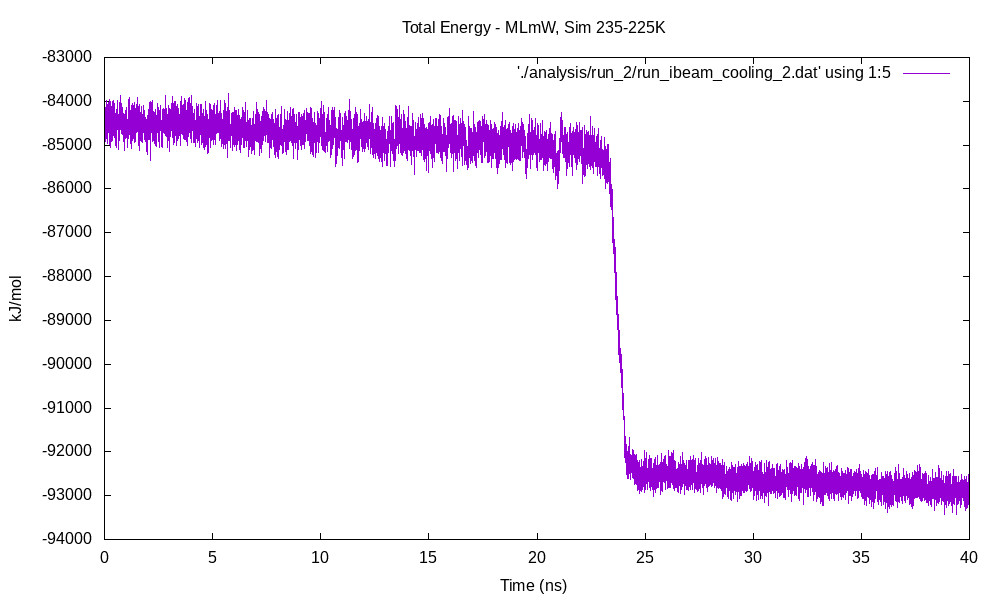 Total Energy - MLmW, Sim 235-225K
'./analysis/run_2/run_ibeam_cooling_2.dat' using 1:5
-83000
-84000
-85000
-86000
-87000
-88000
-89000
-90000
-91000
-92000
-93000
-94000
kJ/mol
0 5 10 15 20 25 30 35 40
Time (ns)